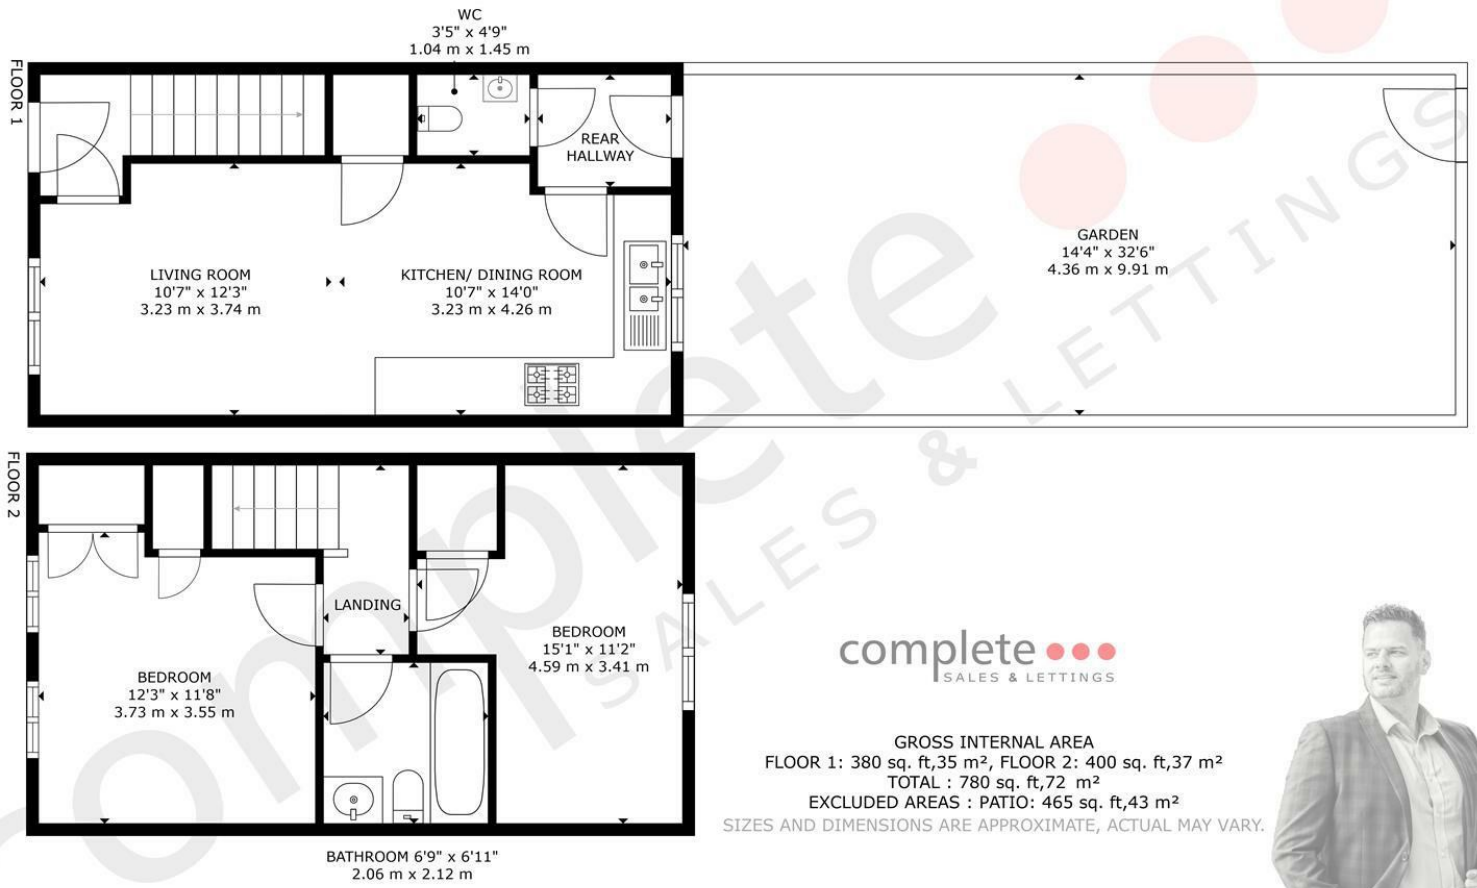 WC
3'5" x 4'9"
1.04 m x 1.45 m
FLOOR 1
REAR
HALLWAY
LIVING ROOM
10'7" x 12'3"
3.23 m x 3.74 m
KITCHEN/ DINING ROOM
10'7" x 14'0"
3.23 m x 4.26 m
GARDEN
14'4" x 32'6"
4.36 m x 9.91 m
FLOOR 2
LANDING
BEDROOM
12'3" x 11'8"
3.73 m x 3.55 m
BEDROOM
15'1" x 11'2"
4.59 m x 3.41 m
BATHROOM 6'9" x 6'11"
2.06 m x 2.12 m
complete
SALES & LETTINGS
complete
SALES & LETTINGS
GROSS INTERNAL AREA
FLOOR 1: 380 sq. ft,35 m², FLOOR 2: 400 sq. ft,37 m²
TOTAL : 780 sq. ft,72 m²
EXCLUDED AREAS : PATIO: 465 sq. ft,43 m²
SIZES AND DIMENSIONS ARE APPROXIMATE, ACTUAL MAY VARY.